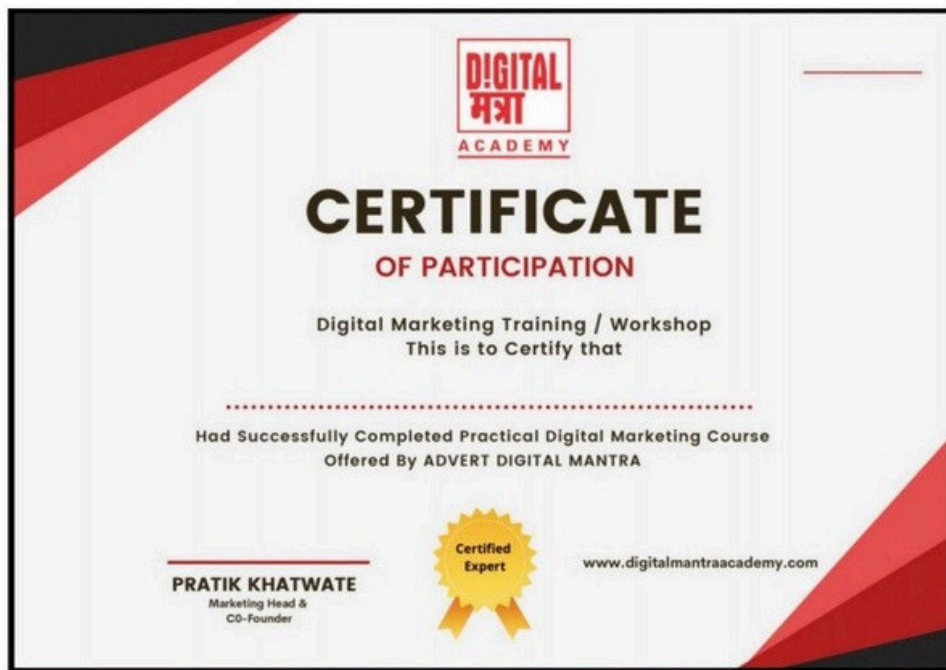 D!GITAL
मंत्रा
ACADEMY
CERTIFICATE
OF PARTICIPATION
Digital Marketing Training / Workshop
This is to Certify that
Had Successfully Completed Practical Digital Marketing Course
Offered By ADVERT DIGITAL MANTRA
Certified
Expert
www.digitalmantraacademy.com
PRATIK KHATWATE
Marketing Head &
C0-Founder